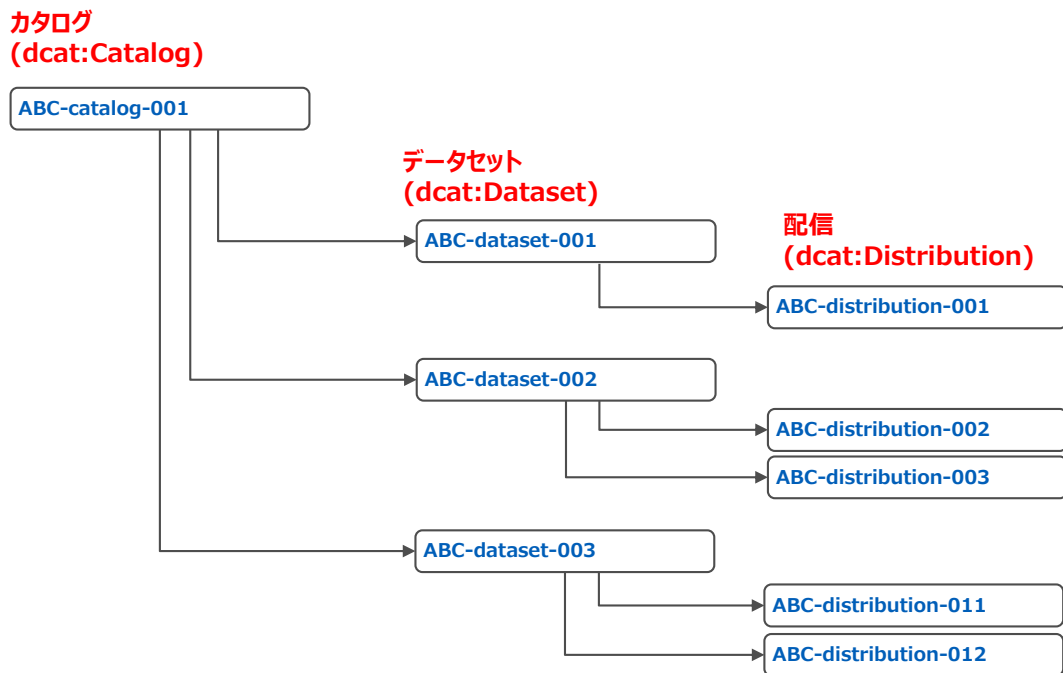 カタログ
(dcat:Catalog)
ABC-catalog-001
データセット
(dcat:Dataset)
ABC-dataset-001
配信
(dcat:Distribution)
ABC-distribution-001
ABC-dataset-002
ABC-distribution-002
ABC-distribution-003
ABC-dataset-003
ABC-distribution-011
ABC-distribution-012